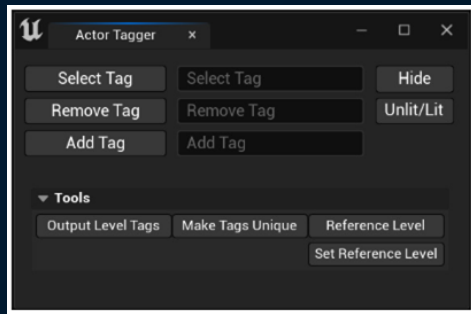 Actor Tagger
Select Tag Select Tag Hide
Remove Tag Remove Tag Unlit/Lit
Add Tag Add Tag
Tools
Output Level Tags Make Tags Unique Reference Level
Set Reference Level